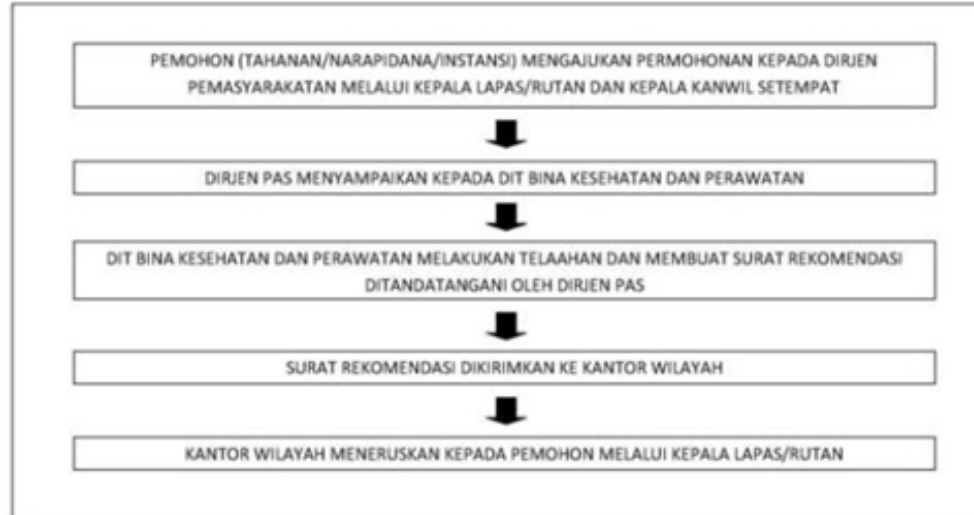 PEMOHON (TAHANAN/NARAPIDANA/INSTANSI) MENGAJUKAN PERMOHONAN KEPADA DIRJEN
PEMASYARAKATAN MELALUI KEPALA LAPAS/RUTAN DAN KEPALA KANWIL SETEMPAT
DIRJEN PAS MENYAMPAIKAN KEPADA DIT BINA KESEHATAN DAN PERAWATAN
DIT BINA KESEHATAN DAN PERAWATAN MELAKUKAN TELAAHAN DAN MEMBUAT SURAT REKOMENDASI
DITANDATANGANI OLEH DIRJEN PAS
SURAT REKOMENDASI DIKIRIMKAN KE KANTOR WILAYAH
KANTOR WILAYAH MENERUSKAN KEPADA PEMOHON MELALUI KEPALA LAPAS/RUTAN